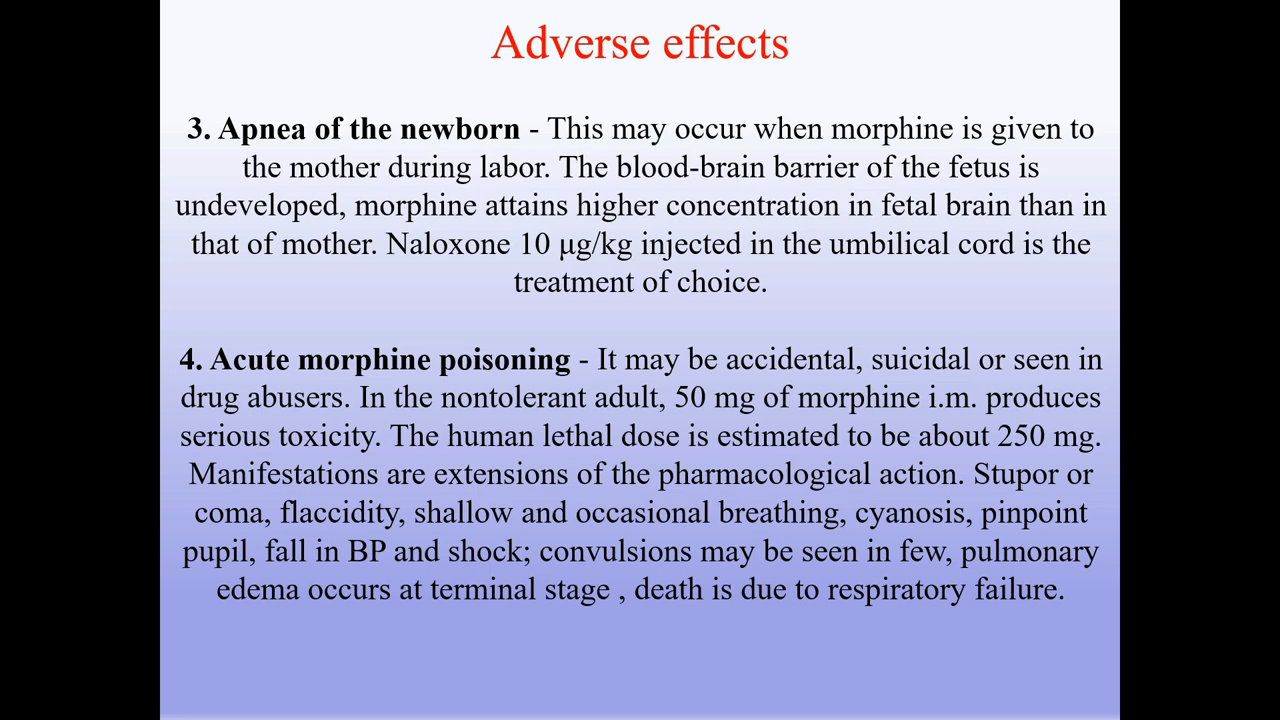 Adverse effects
3. Apnea of the newborn - This may occur when morphine is given to
the mother during labor. The blood-brain barrier of the fetus is
undeveloped, morphine attains higher concentration in fetal brain than in
that of mother. Naloxone 10 μg/kg injected in the umbilical cord is the
treatment of choice.
4. Acute morphine poisoning - It may be accidental, suicidal or seen in
drug abusers. In the nontolerant adult, 50 mg of morphine i.m. produces
serious toxicity. The human lethal dose is estimated to be about 250 mg.
Manifestations are extensions of the pharmacological action. Stupor or
coma, flaccidity, shallow and occasional breathing, cyanosis, pinpoint
pupil, fall in BP and shock; convulsions may be seen in few, pulmonary
edema occurs at terminal stage , death is due to respiratory failure.